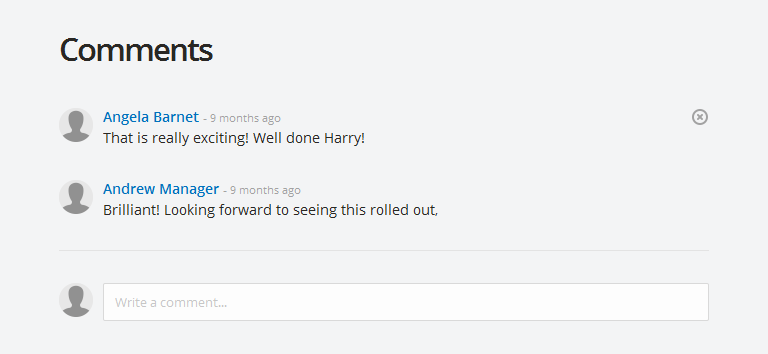 Comments
Angela Barnet - 9 months ago
That is really exciting! Well done Harry!
Andrew Manager - 9 months ago
Brilliant! Looking forward to seeing this rolled out,
Write a comment...